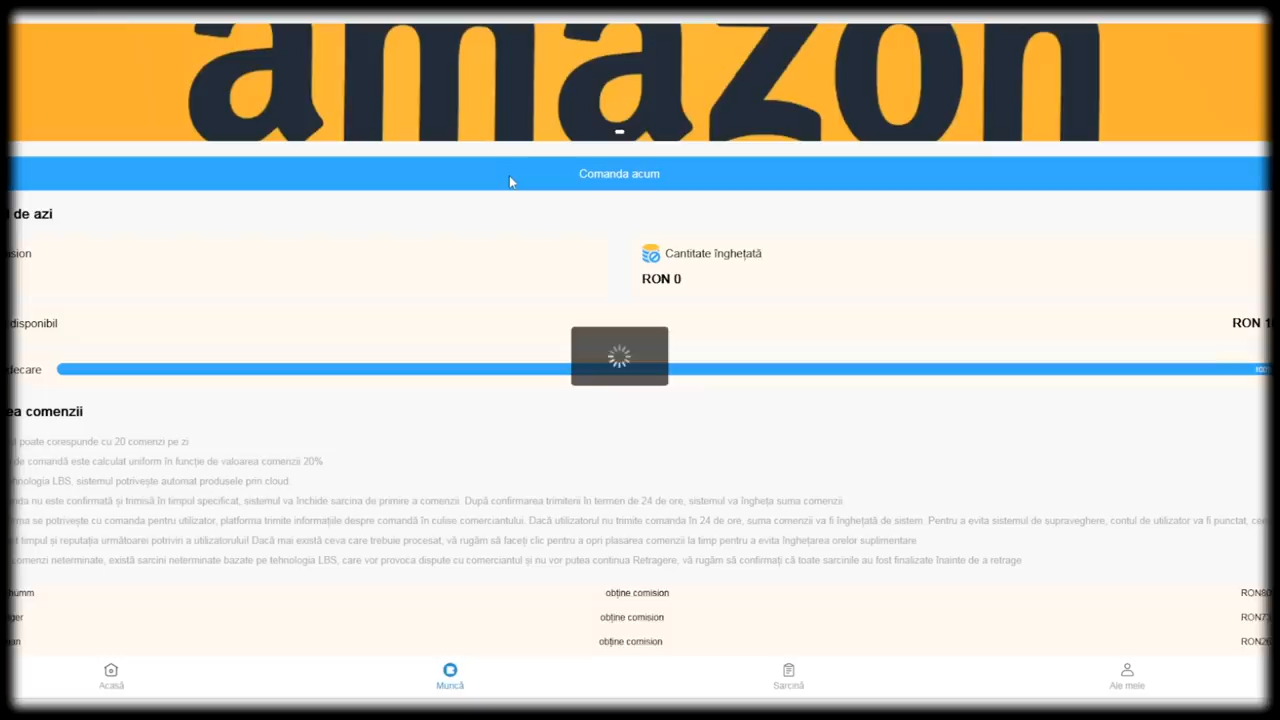 amazon
Comanda acum
de azi
Cantitate înghețată
RON 0
disponibil
RON
100%
ea comenzii
poate corespunde cu 20 comenzi pe zi
de comandă este calculat uniform în funcție de valoarea comenzii 20%
tehnologia LBS, sistemul potrivește automat produsele prin cloud.
nda nu este confirmată și trimisă în timpul specificat, sistemul va închide sarcina de primire a comenzii. După confirmarea trimiterii în termen de 24 de ore, sistemul va îngheța suma comenzii.
rma se potrivește cu comanda pentru utilizator, platforma trimite informațiile despre comandă în culise comerciantului. Dacă utilizatorul nu trimite comanda în 24 de ore, suma comenzii va fi înghețată de sistem. Pentru a evita sistemul de supraveghere, contul de utilizator va fi punctat,
timpul și reputația următoarei potriviri a utilizatorului! Dacă mai există ceva care trebuie procesat, vă rugăm să faceți clic pentru a opri plasarea comenzii la timp pentru a evita înghețarea orelor suplimentare
comenzi neterminate, există sarcini neterminate bazate pe tehnologia LBS, care vor provoca dispute cu comerciantul și nu vor putea continua Retragere, vă rugăm să confirmați că toate sarcinile au fost finalizate înainte de a retrage
obține comision
obține comision
obține comision
Acasă Muncă Sarcină Ale mele